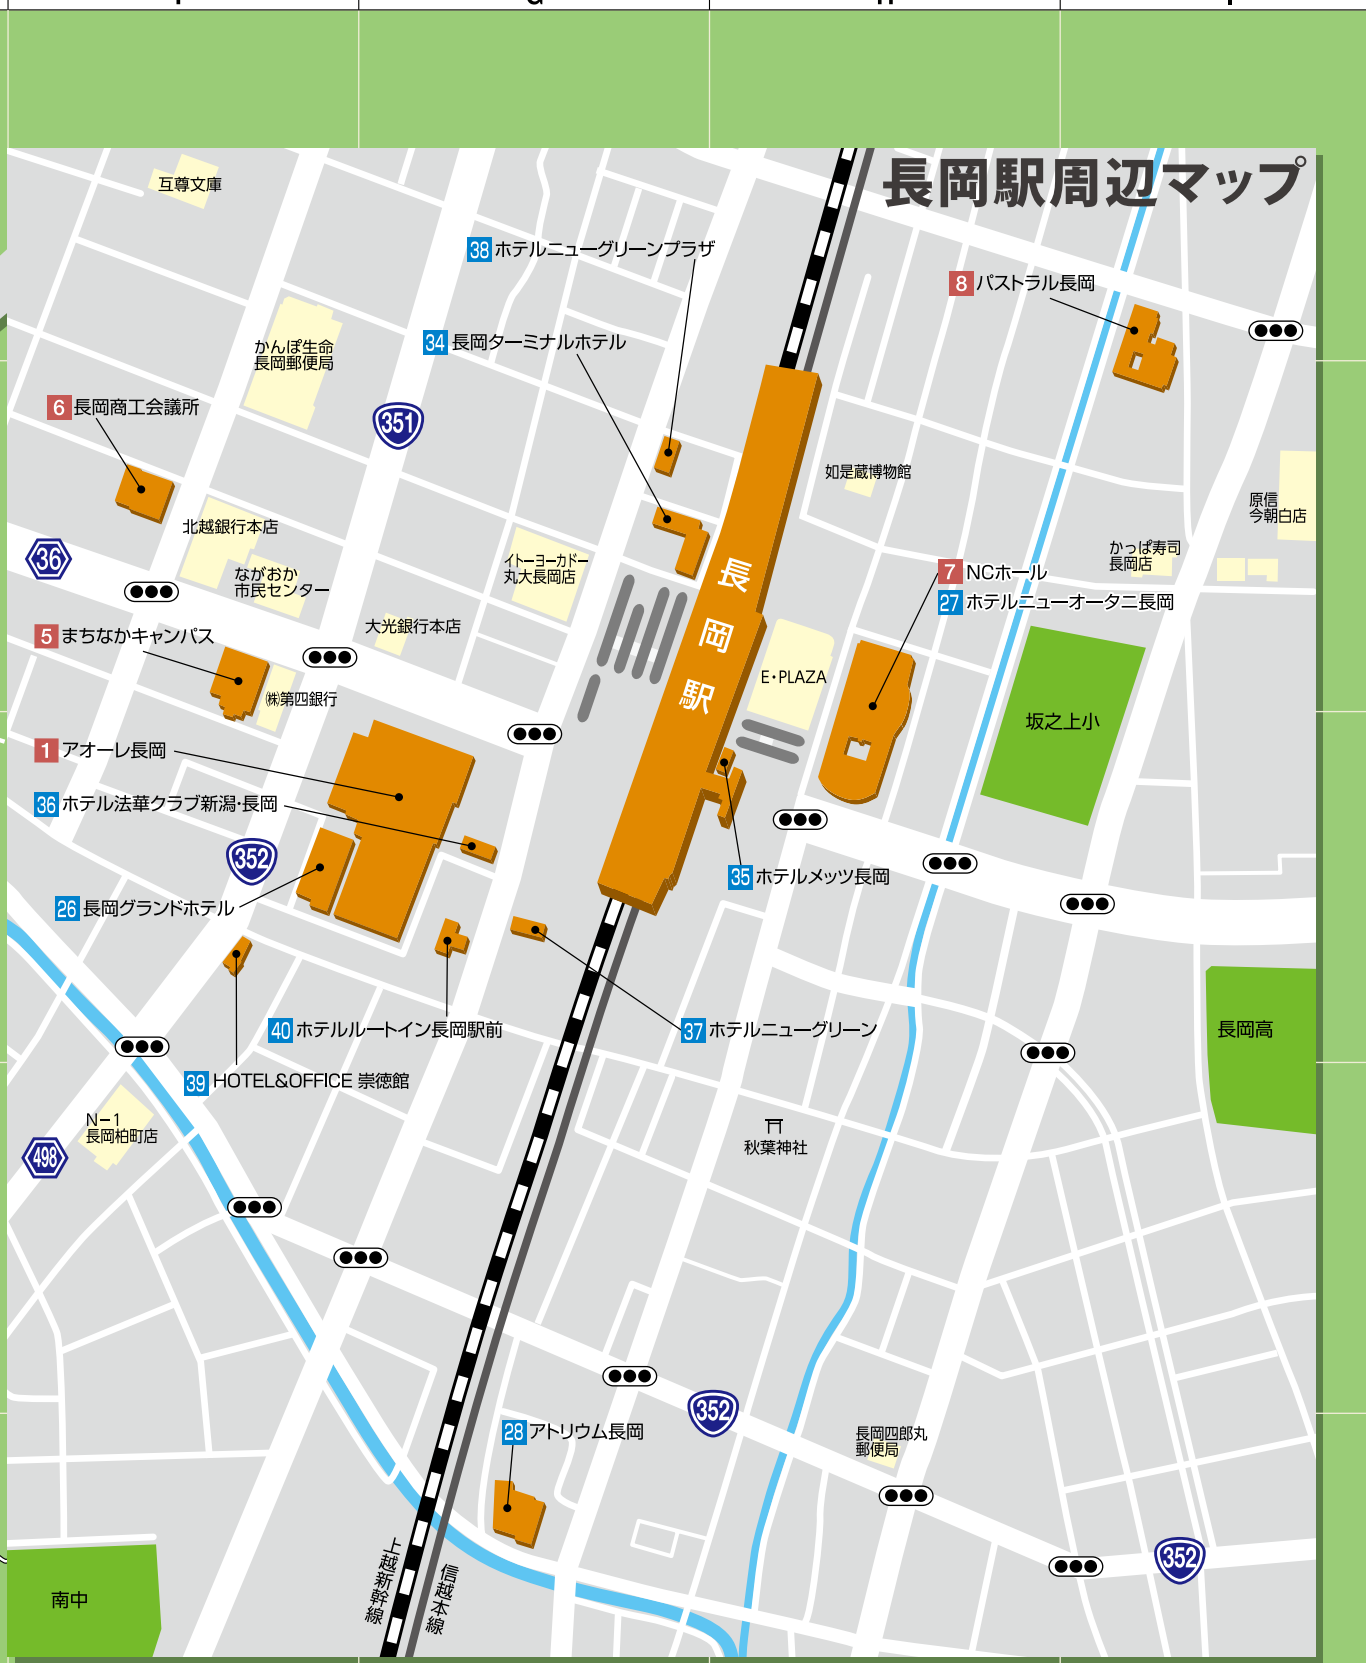 長岡駅周辺マップ
互尊文庫
38 ホテルニューグリーンプラザ
8 パストラル長岡
34 長岡ターミナルホテル
かんぽ生命
長岡郵便局
6 長岡商工会議所
351
如是蔵博物館
原信
今朝白店
北越銀行本店
36
ながおか
市民センター
イトーヨーカドー
丸大長岡店
かっぱ寿司
長岡店
長岡駅
7 NCホール
27 ホテルニューオータニ長岡
5 まちなかキャンパス
大光銀行本店
E・PLAZA
㈱第四銀行
坂之上小
1 アオーレ長岡
36 ホテル法華クラブ新潟・長岡
352
35 ホテルメッツ長岡
26 長岡グランドホテル
40 ホテルルートイン長岡駅前
37 ホテルニューグリーン
長岡高
39 HOTEL&OFFICE 崇徳館
N−1
長岡柏町店
498
秋葉神社
352
28 アトリウム長岡
長岡四郎丸
郵便局
352
上越新幹線
信越本線
南中